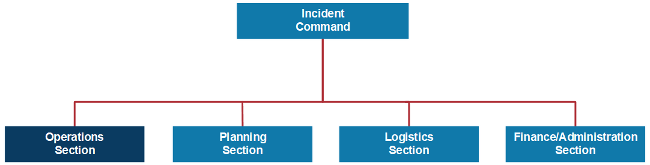 Incident
Command
Operations
Section
Planning
Section
Logistics
Section
Finance/Administration
Section